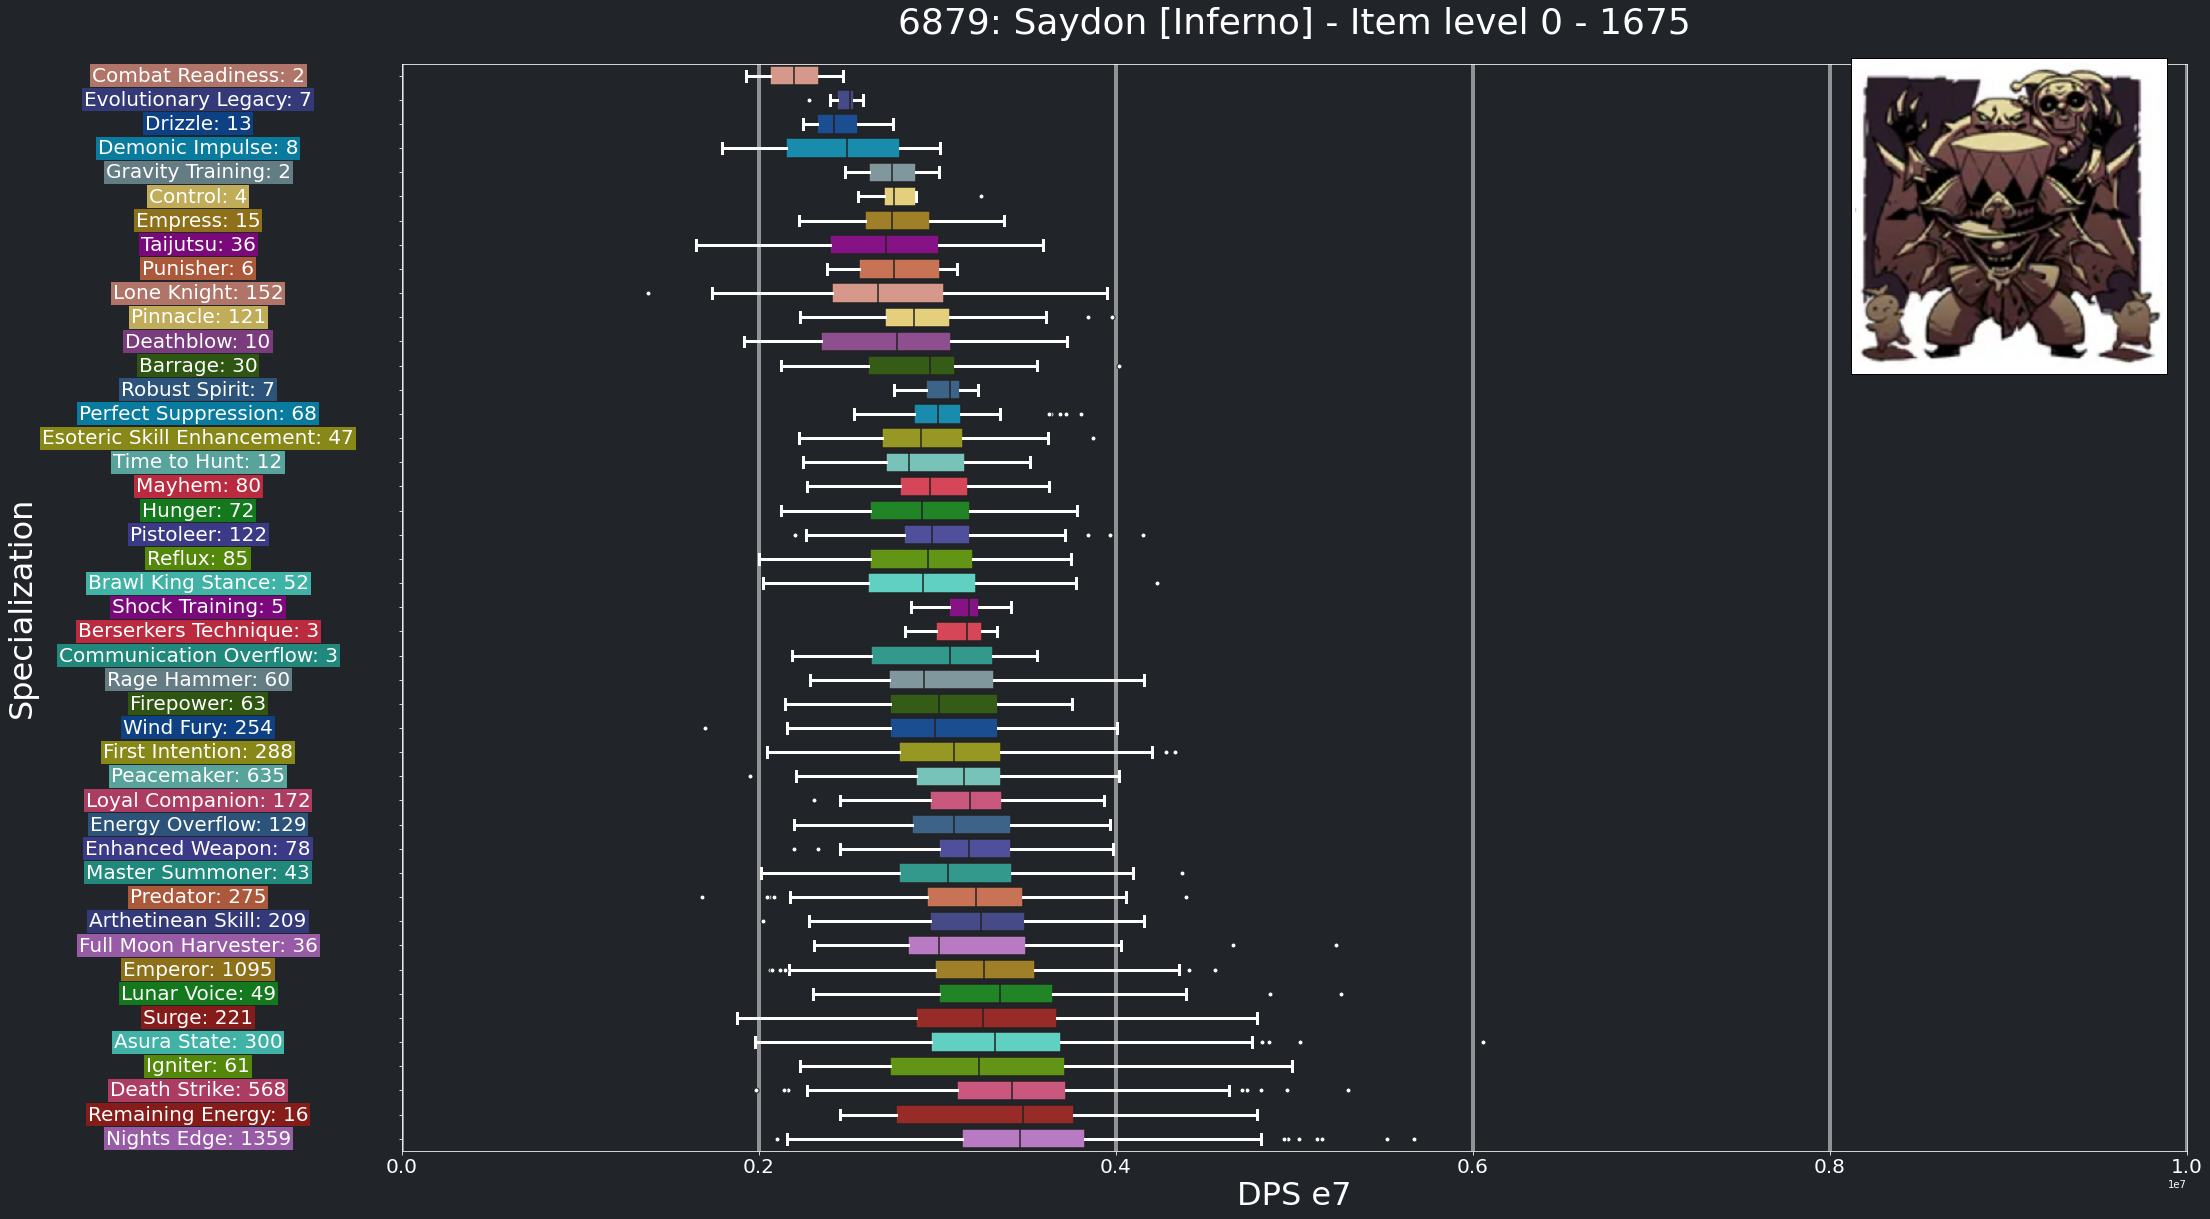 6879: Saydon [Inferno] - Item level 0 - 1675
Specialization
Combat Readiness: 2
Evolutionary Legacy: 7
Drizzle: 13
Demonic Impulse: 8
Gravity Training: 2
Control: 4
Empress: 15
Taijutsu: 36
Punisher: 6
Lone Knight: 152
Pinnacle: 121
Deathblow: 10
Barrage: 30
Robust Spirit: 7
Perfect Suppression: 68
Esoteric Skill Enhancement: 47
Time to Hunt: 12
Mayhem: 80
Hunger: 72
Pistoleer: 122
Reflux: 85
Brawl King Stance: 52
Shock Training: 5
Berserkers Technique: 3
Communication Overflow: 3
Rage Hammer: 60
Firepower: 63
Wind Fury: 254
First Intention: 288
Peacemaker: 635
Loyal Companion: 172
Energy Overflow: 129
Enhanced Weapon: 78
Master Summoner: 43
Predator: 275
Arthetinean Skill: 209
Full Moon Harvester: 36
Emperor: 1095
Lunar Voice: 49
Surge: 221
Asura State: 300
Igniter: 61
Death Strike: 568
Remaining Energy: 16
Nights Edge: 1359
0.0 0.2 0.4 0.6 0.8 1.0
1e7
DPS e7